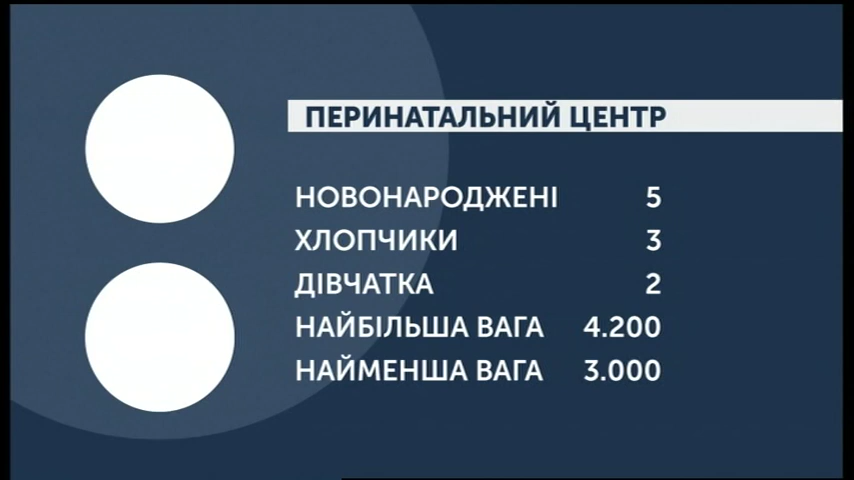 ПЕРИНАТАЛЬНИЙ ЦЕНТР
НОВОНАРОДЖЕНІ 5
ХЛОПЧИКИ 3
ДІВЧАТКА 2
НАЙБІЛЬША ВАГА 4.200
НАЙМЕНША ВАГА 3.000